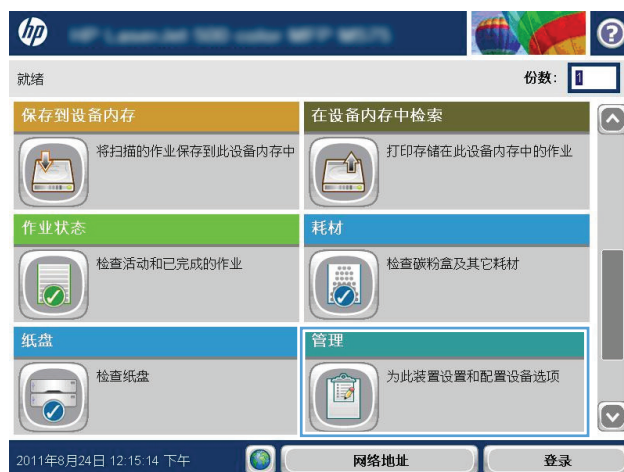 hp
就绪
份数: 1
保存到设备内存
将扫描的作业保存到此设备内存中
在设备内存中检索
打印存储在此设备内存中的作业
作业状态
检查活动和已完成的作业
耗材
检查碳粉盒及其它耗材
纸盘
检查纸盘
管理
为此装置设置和配置设备选项
2011年8月24日 12:15:14 下午
网络地址
登录